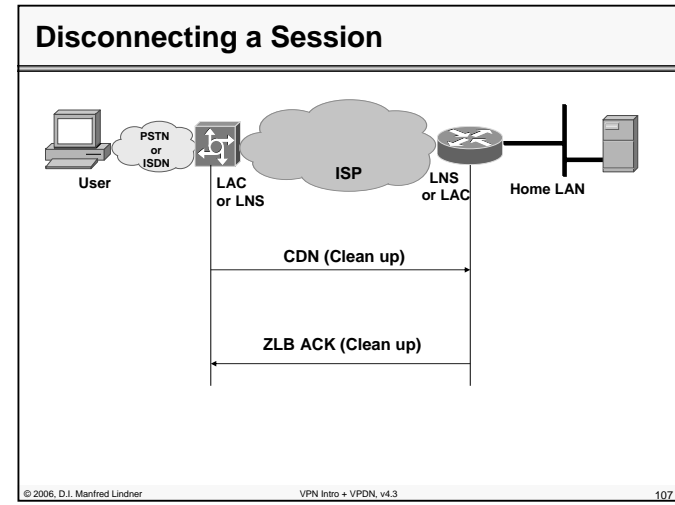 Disconnecting a Session
PSTN
or
ISDN
User
LAC
or LNS
ISP
LNS
or LAC
Home LAN
CDN (Clean up)
ZLB ACK (Clean up)
© 2006, D.I. Manfred Lindner
VPN Intro + VPDN, v4.3
107